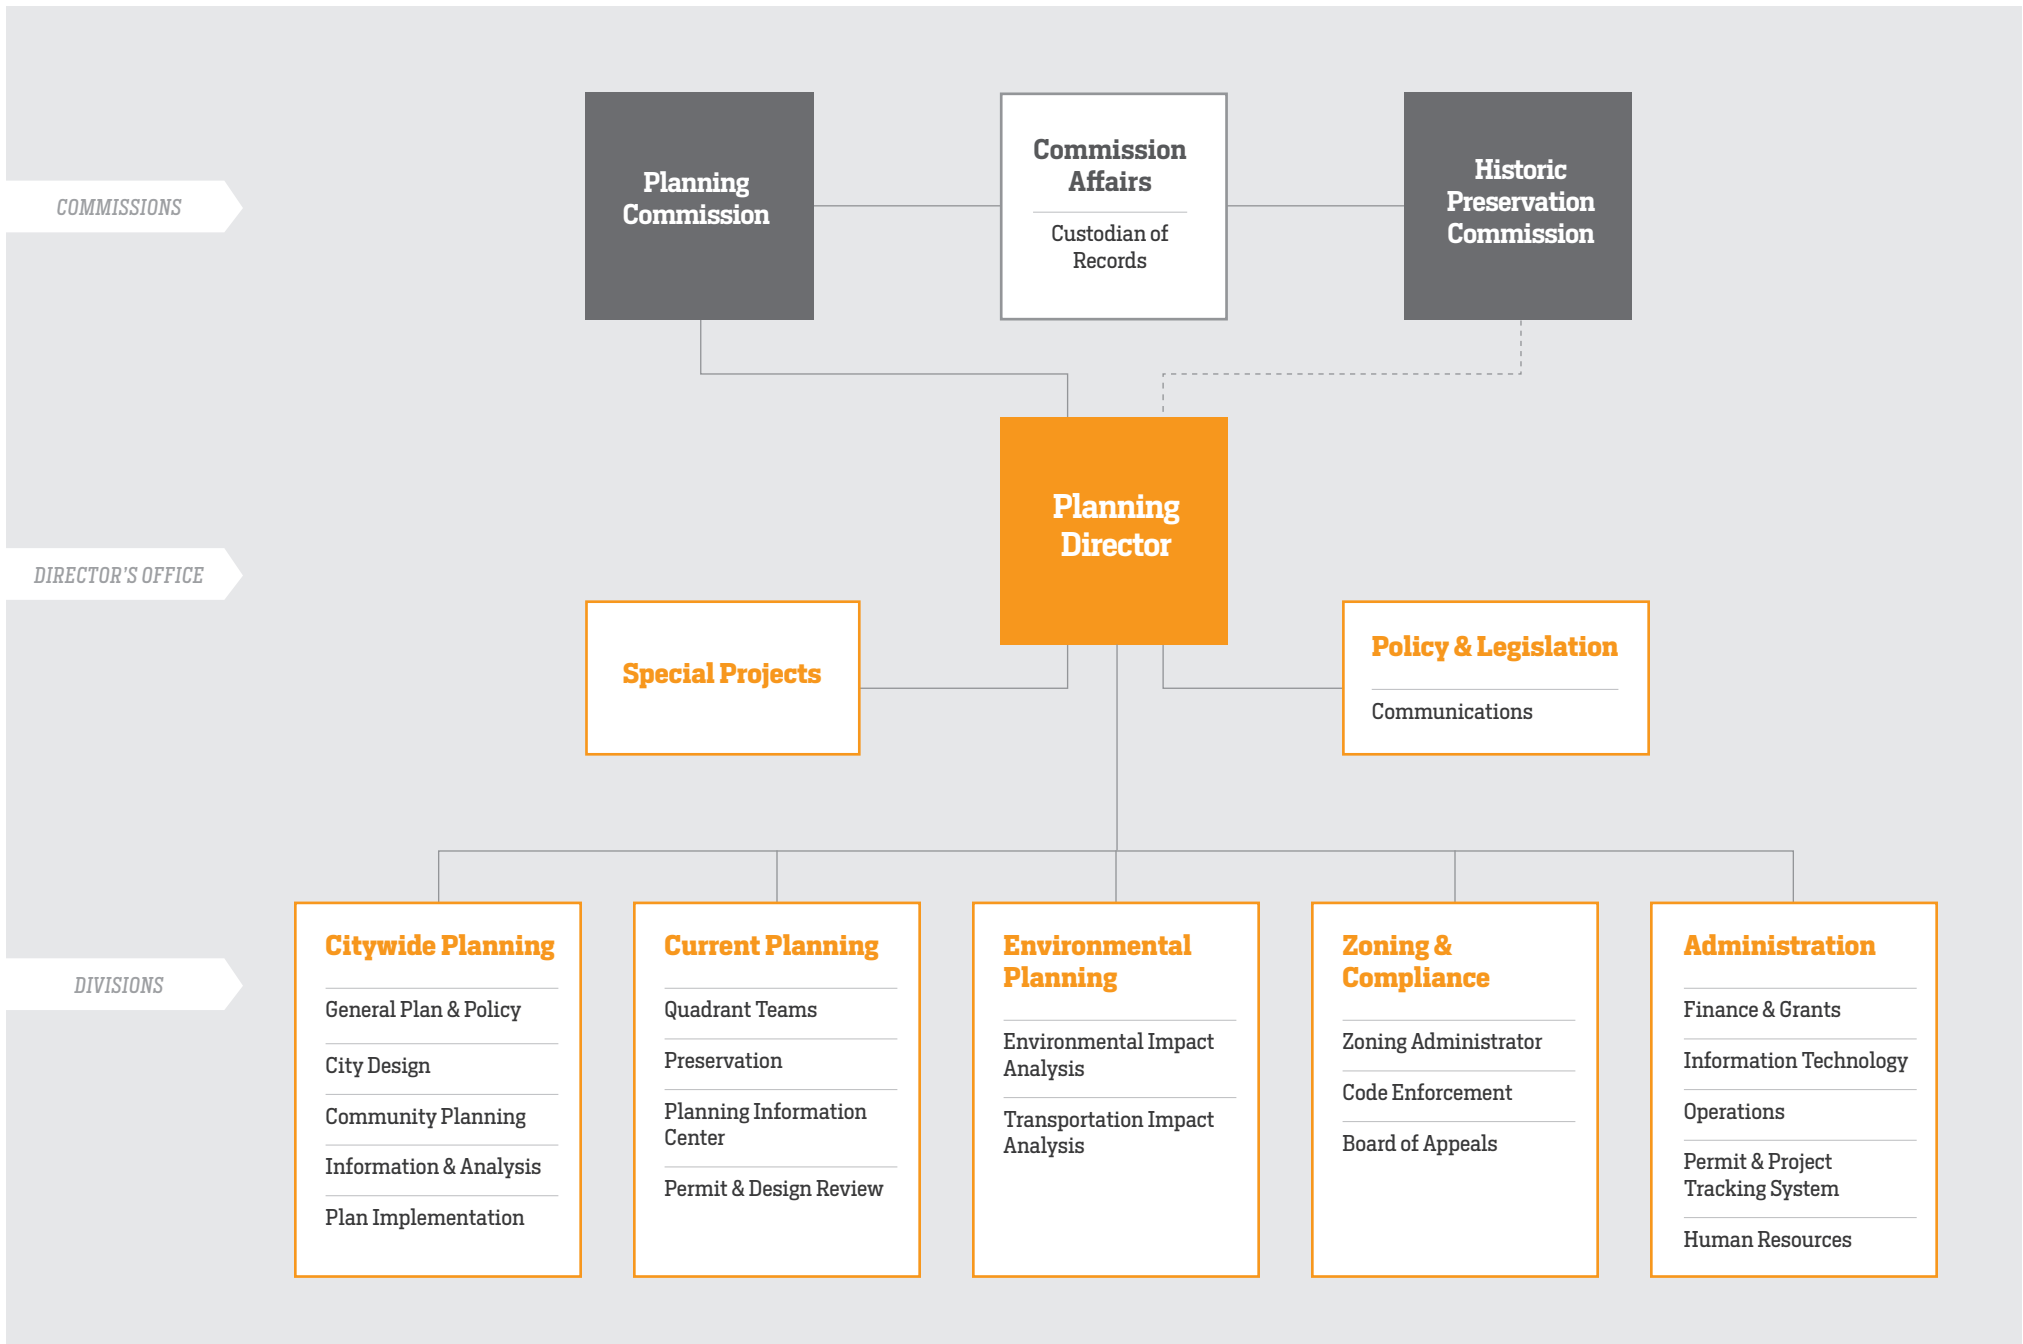 COMMISSIONS
Planning
Commission
Commission
Affairs
Custodian of
Records
Historic
Preservation
Commission
DIRECTOR'S OFFICE
Planning
Director
Special Projects
Policy & Legislation
Communications
DIVISIONS
Citywide Planning
General Plan & Policy
City Design
Community Planning
Information & Analysis
Plan Implementation
Current Planning
Quadrant Teams
Preservation
Planning Information
Center
Permit & Design Review
Environmental
Planning
Environmental Impact
Analysis
Transportation Impact
Analysis
Zoning &
Compliance
Zoning Administrator
Code Enforcement
Board of Appeals
Administration
Finance & Grants
Information Technology
Operations
Permit & Project
Tracking System
Human Resources